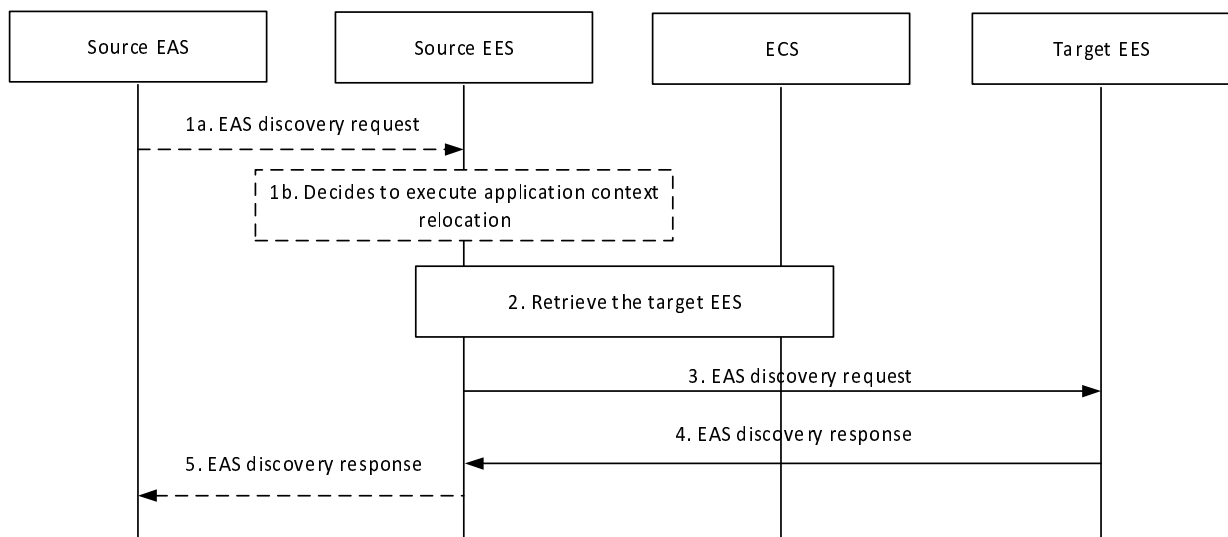 Source EAS
Source EES
ECS
Target EES
1a. EAS discovery request
1b. Decides to execute application context
relocation
2. Retrieve the target EES
3. EAS discovery request
4. EAS discovery response
5. EAS discovery response